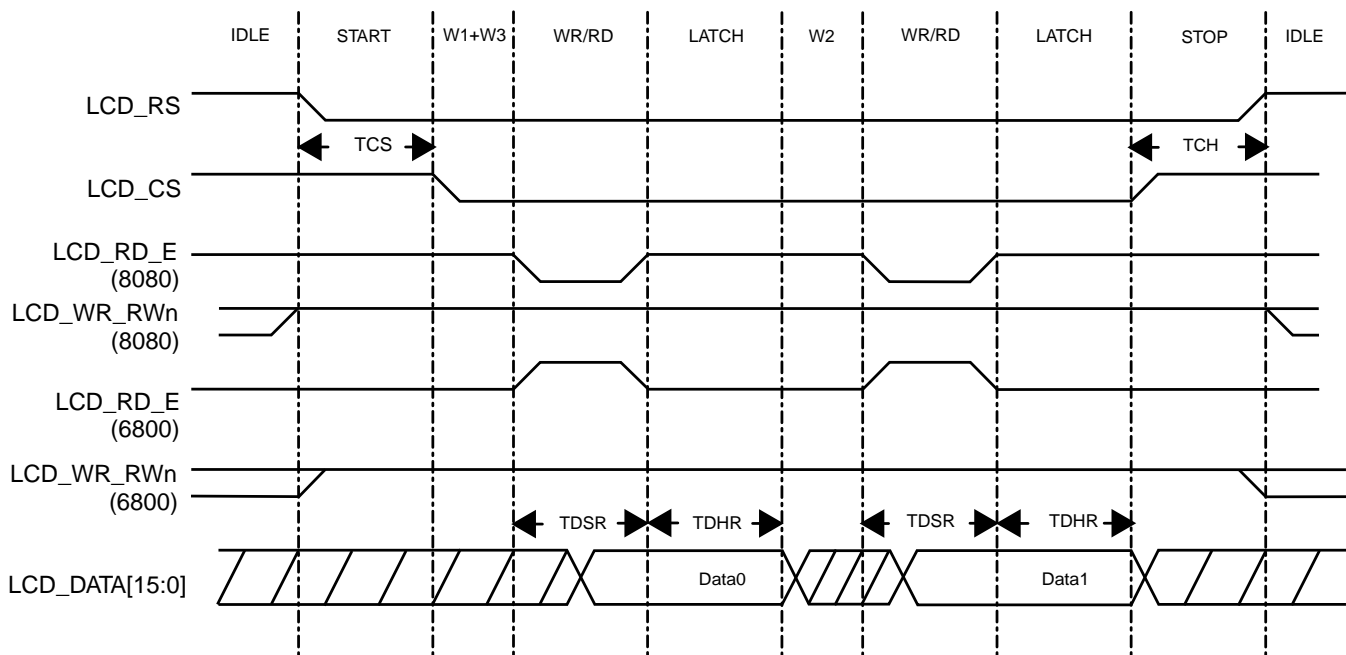 IDLE START W1+W3 WR/RD LATCH W2 WR/RD LATCH STOP IDLE
LCD_RS
TCS TCH
LCD_CS
LCD_RD_E
(8080)
LCD_WR_RWn
(8080)
LCD_RD_E
(6800)
LCD_WR_RWn
(6800)
TDSR TDHR TDSR TDHR
LCD_DATA[15:0] Data0 Data1